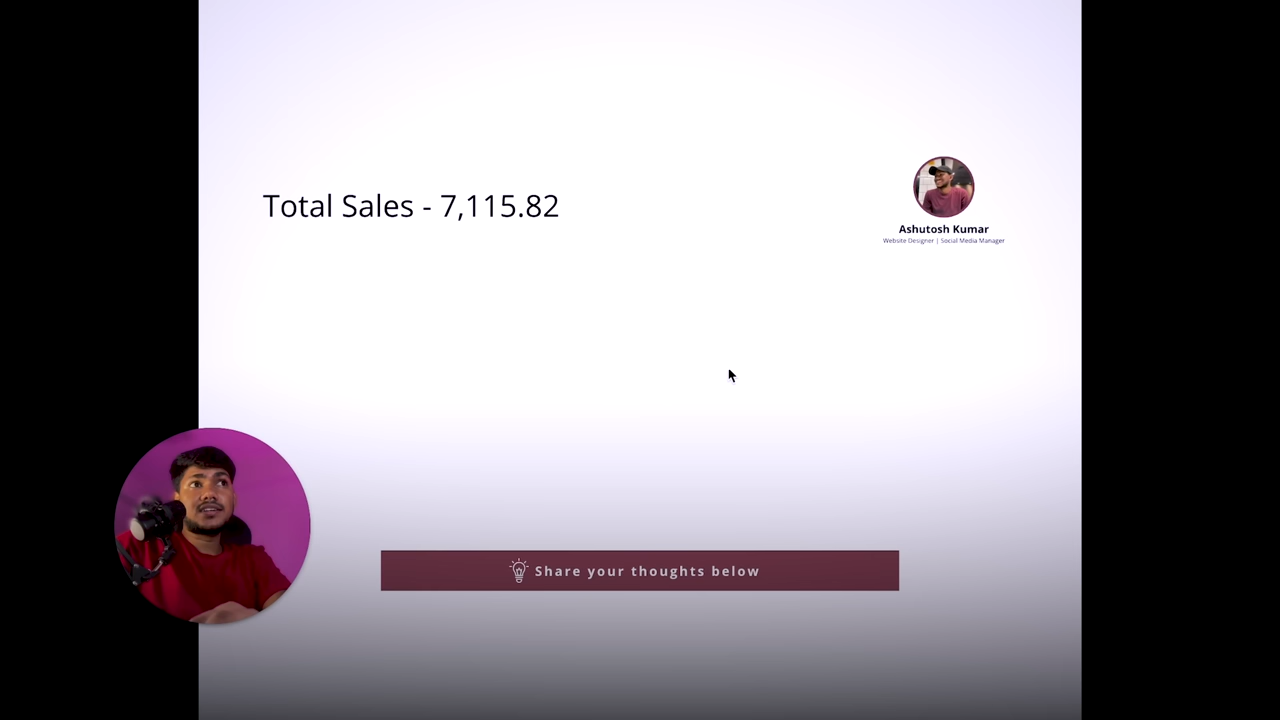 Total Sales - 7,115.82
Ashutosh Kumar
Website Designer | Social Media Manager
Share your thoughts below